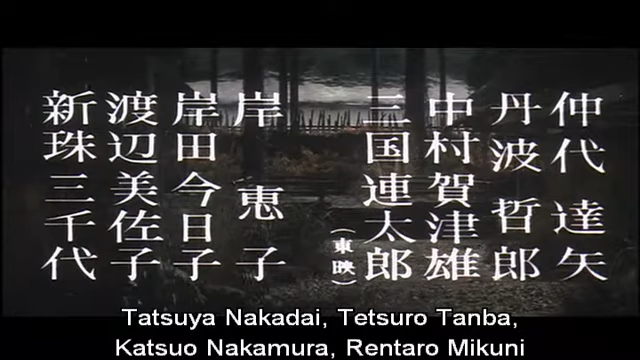 仲代達矢
丹波哲郎
中村賀津雄
三国連太郎
(東映)
岸惠子
岸田今日子
渡辺美佐子
新珠三千代
Tatsuya Nakadai, Tetsuro Tanba,
Katsuo Nakamura, Rentaro Mikuni